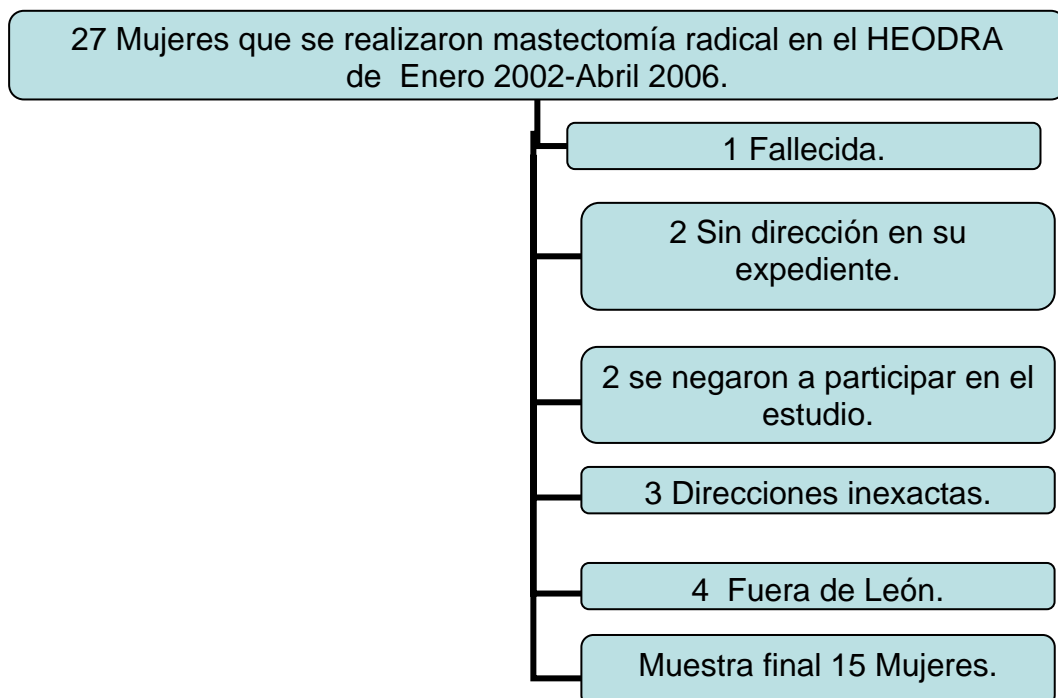 27 Mujeres que se realizaron mastectomía radical en el HEODRA
de Enero 2002-Abril 2006.
1 Fallecida.
2 Sin dirección en su
expediente.
2 se negaron a participar en el
estudio.
3 Direcciones inexactas.
4 Fuera de León.
Muestra final 15 Mujeres.